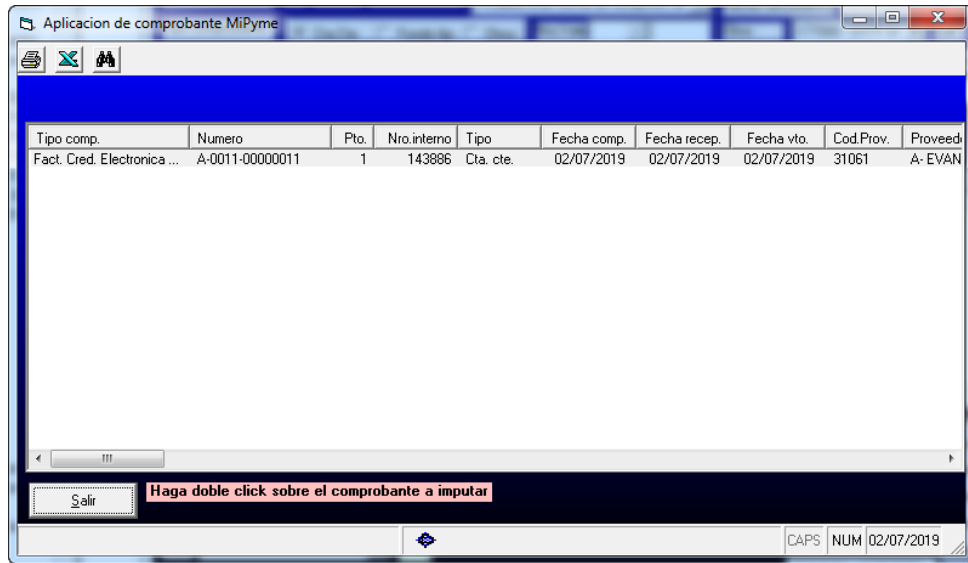 Aplicacion de comprobante MiPyme
Tipo comp. Numero Pto. Nro.interno Tipo Fecha comp. Fecha recep. Fecha vto. Cod.Prov. Proveed
Fact. Cred. Electronica ... A-0011-00000011 1 143886 Cta. cte. 02/07/2019 02/07/2019 02/07/2019 31061 A- EVAN
Haga doble click sobre el comprobante a imputar
Salir
CAPS NUM 02/07/2019